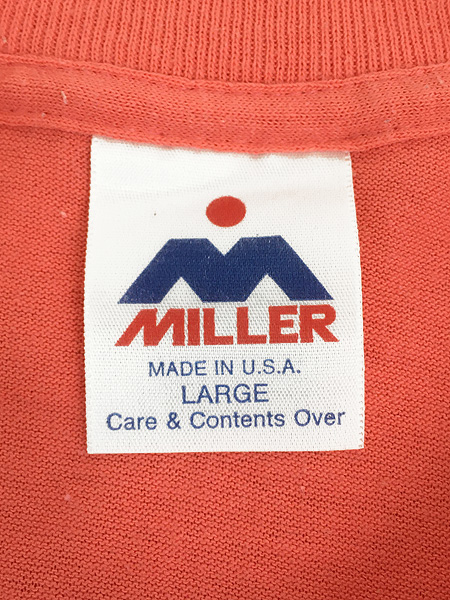 MILLER
MADE IN U.S.A.
LARGE
Care & Contents Over